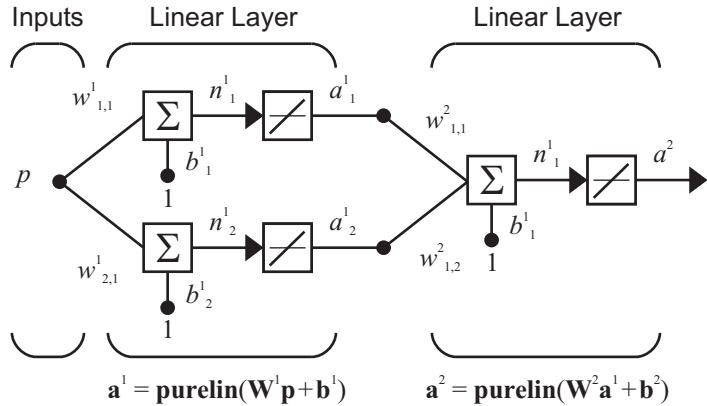 Inputs Linear Layer Linear Layer
w¹₁,₁ n¹₁ a¹₁ w²₁,₁
Σ
b¹₁
1
p Σ n¹₁ a²
w¹₂,₁ Σ n¹₂ a¹₂ w²₁,₂ b¹₁
1
b¹₂
1
a¹ = purelin(W¹p+b¹) a² = purelin(W²a¹+b²)